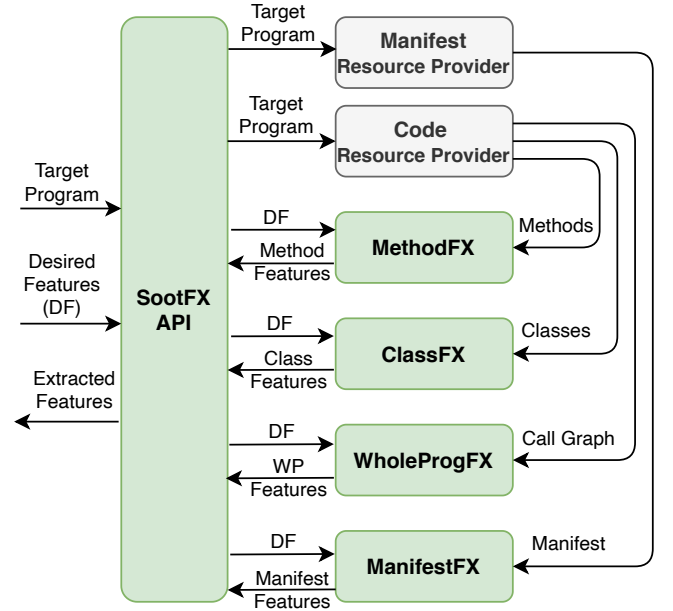 Target
Program
Manifest
Resource Provider
Target
Program
Code
Resource Provider
Target
Program
DF
Method
Features
MethodFX
Methods
Desired
Features
(DF)
SootFX
API
DF
Class
Features
ClassFX
Classes
Extracted
Features
DF
WP
Features
WholeProgFX
Call Graph
DF
Manifest
Features
ManifestFX
Manifest